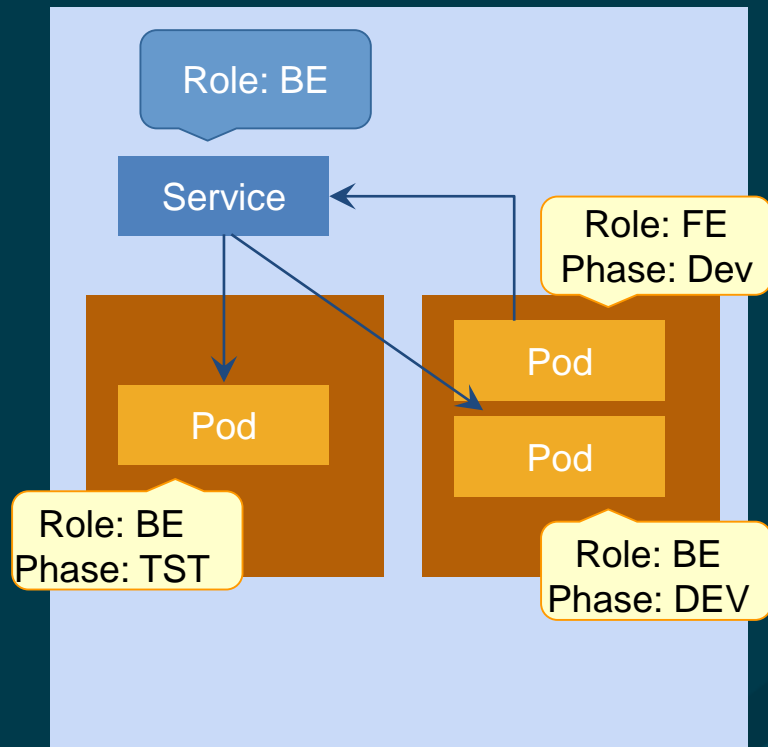 Role: BE
Service
Role: FE
Phase: Dev
Pod
Pod
Pod
Role: BE
Phase: TST
Role: BE
Phase: DEV